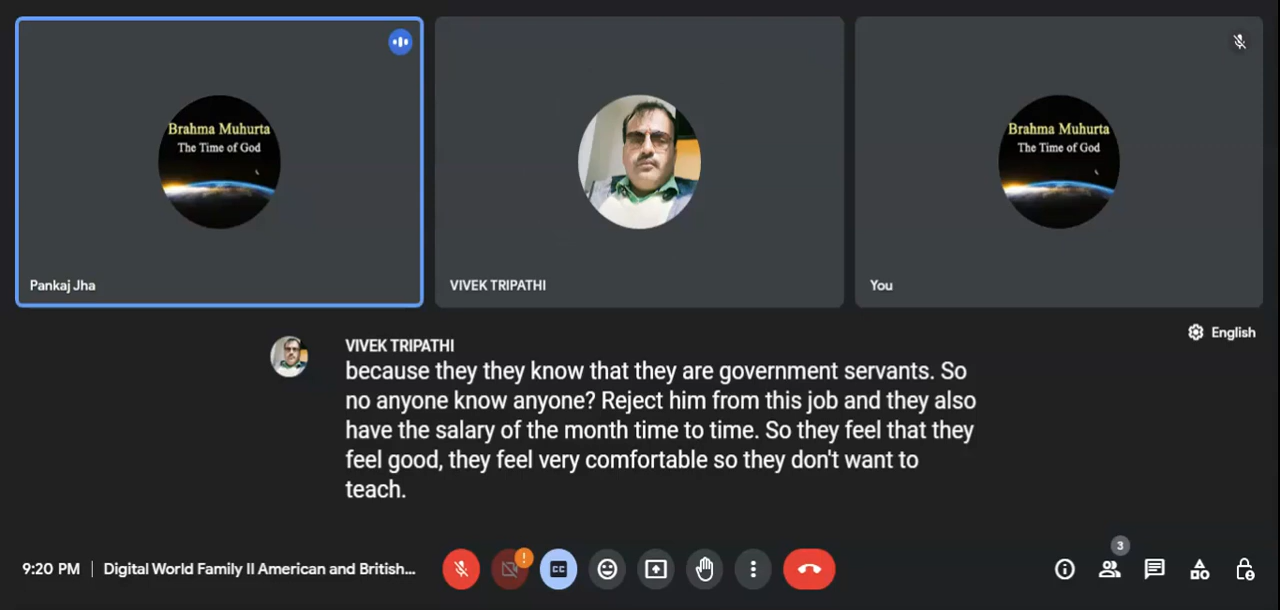 Brahma Muhurta
The Time of God
Brahma Muhurta
The Time of God
Pankaj Jha
VIVEK TRIPATHI
You
English
VIVEK TRIPATHI
because they they know that they are government servants. So
no anyone know anyone? Reject him from this job and they also
have the salary of the month time to time. So they feel that they
feel good, they feel very comfortable so they don't want to
teach.
9:20 PM | Digital World Family II American and British...
CC
3